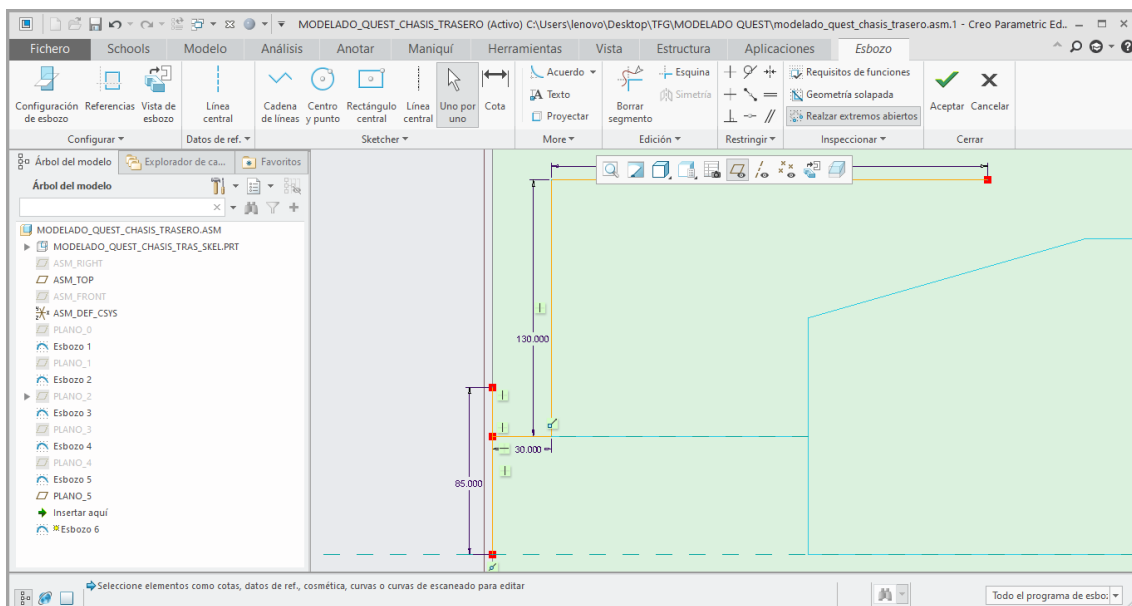 MODELADO_QUEST_CHASIS_TRASERO (Activo) C:\Users\lenovo\Desktop\TFG\MODELADO QUEST\modelado_quest_chasis_trasero.asm.1 - Creo Parametric Ed..
Fichero Schools Modelo Análisis Anotar Maniquí Herramientas Vista Estructura Aplicaciones Esbozo
Configuración de esbozo
Referencias
Vista de esbozo
Línea central
Cadena de líneas
Centro y punto
Rectángulo central
Línea central
Uno por uno
Cota
Acuerdo
Texto
Proyectar
Borrar segmento
Esquina
Simetría
Requisitos de funciones
Geometría solapada
Realzar extremos abiertos
Aceptar
Cancelar
Configurar Datos de ref. Sketcher More Edición Restringir Inspeccionar Cerrar
Árbol del modelo Explorador de ca... Favoritos
Árbol del modelo
MODELADO_QUEST_CHASIS_TRASERO.ASM
MODELADO_QUEST_CHASIS_TRAS_SKEL.PRT
ASM_RIGHT
ASM_TOP
ASM_FRONT
ASM_DEF_CSYS
PLANO_0
Esbozo 1
PLANO_1
Esbozo 2
PLANO_2
Esbozo 3
PLANO_3
Esbozo 4
PLANO_4
Esbozo 5
PLANO_5
Insertar aquí
Esbozo 6
130.000
30.000
85.000
Seleccione elementos como cotas, datos de ref., cosmética, curvas o curvas de escaneado para editar
Todo el programa de esbo: